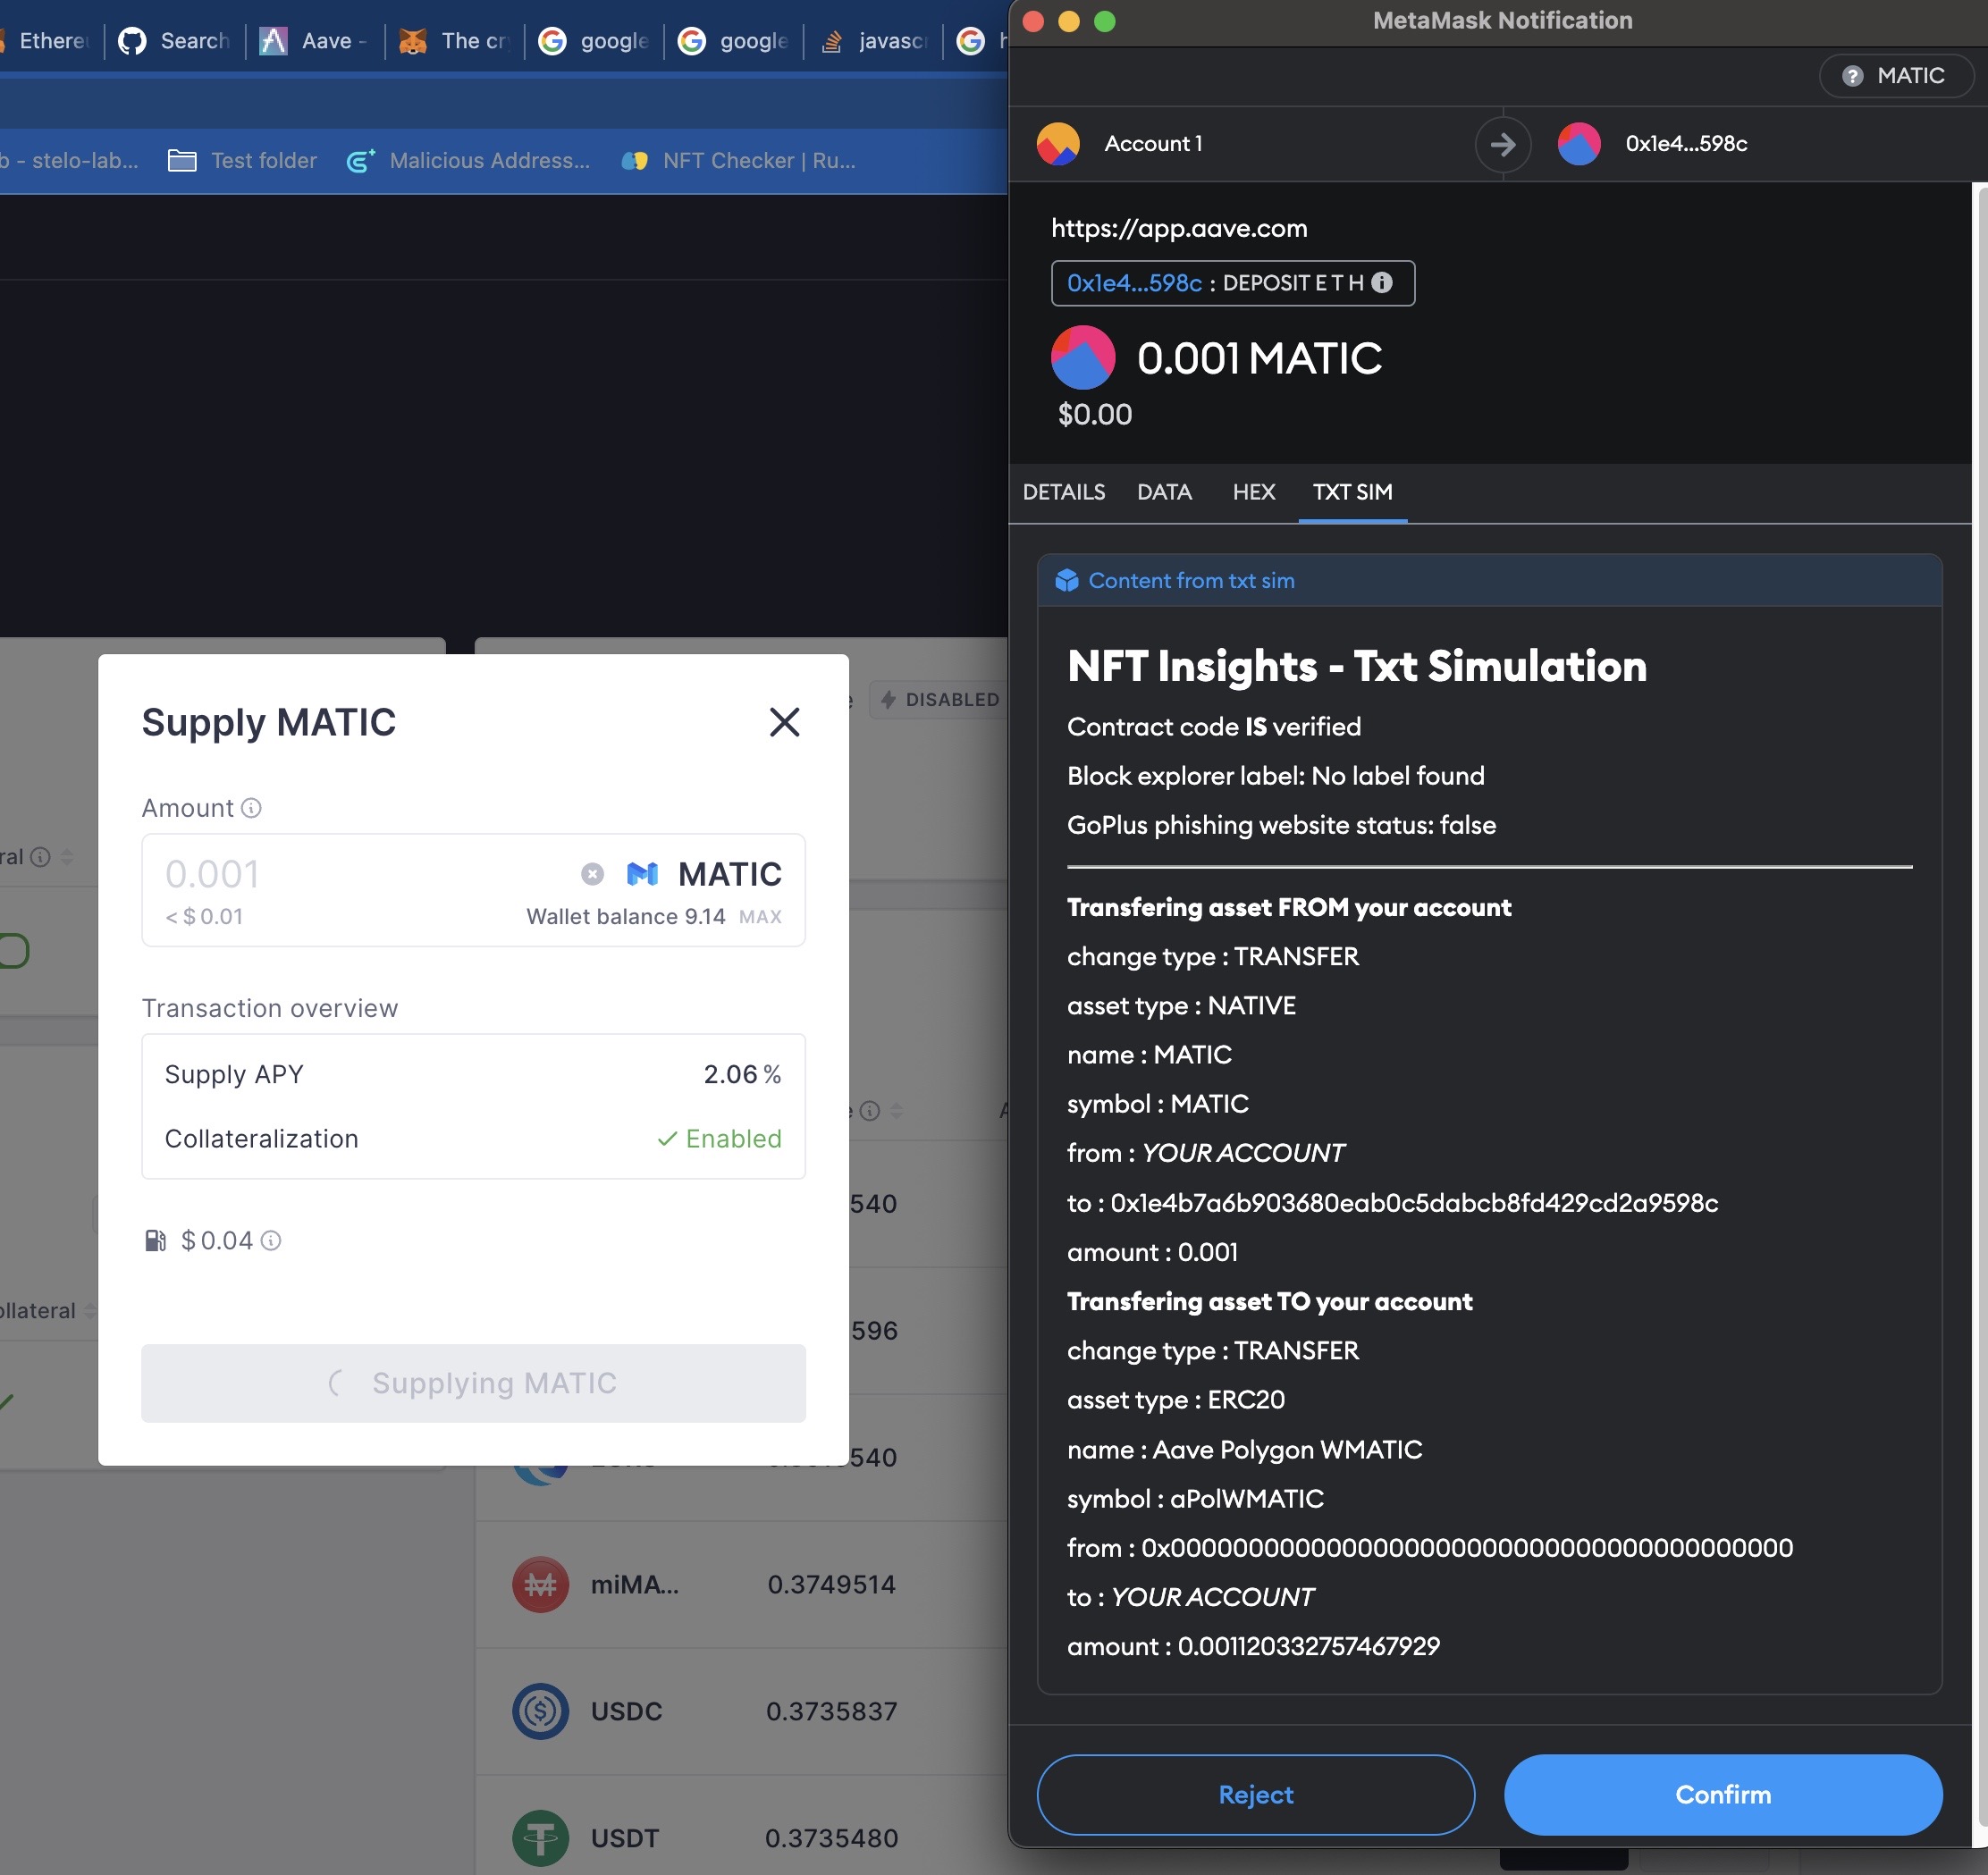 Ethereu
Search
Aave -
The cr
google
google
javasc
b - stelo-lab...
Test folder
Malicious Address...
NFT Checker | Ru...
DISABLED
ral
ollateral
Supply MATIC
Amount
0.001
MATIC
< $ 0.01
Wallet balance 9.14 MAX
Transaction overview
Supply APY
2.06 %
Collateralization
Enabled
$ 0.04
Supplying MATIC
540
596
540
miMA...
0.3749514
USDC
0.3735837
USDT
0.3735480
MetaMask Notification
MATIC
Account 1
0x1e4...598c
https://app.aave.com
0x1e4...598c : DEPOSIT E T H
0.001 MATIC
$0.00
DETAILS
DATA
HEX
TXT SIM
Content from txt sim
NFT Insights - Txt Simulation
Contract code IS verified
Block explorer label: No label found
GoPlus phishing website status: false
Transfering asset FROM your account
change type : TRANSFER
asset type : NATIVE
name : MATIC
symbol : MATIC
from : YOUR ACCOUNT
to : 0x1e4b7a6b903680eab0c5dabcb8fd429cd2a9598c
amount : 0.001
Transfering asset TO your account
change type : TRANSFER
asset type : ERC20
name : Aave Polygon WMATIC
symbol : aPolWMATIC
from : 0x0000000000000000000000000000000000000000
to : YOUR ACCOUNT
amount : 0.001120332757467929
Reject
Confirm